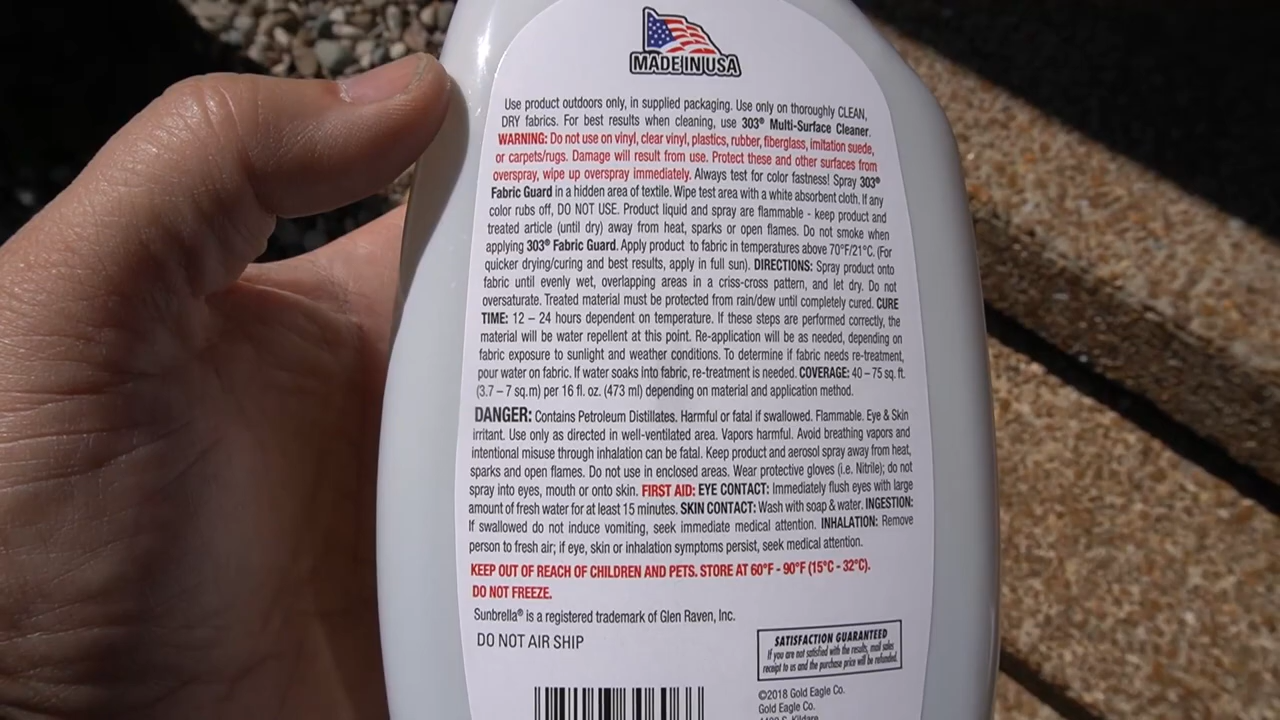 MADE IN USA
Use product outdoors only, in supplied packaging. Use only on thoroughly CLEAN,
DRY fabrics. For best results when cleaning, use 303® Multi-Surface Cleaner.
WARNING: Do not use on vinyl, clear vinyl, plastics, rubber, fiberglass, imitation suede,
or carpets/rugs. Damage will result from use. Protect these and other surfaces from
overspray, wipe up overspray immediately. Always test for color fastness! Spray 303®
Fabric Guard in a hidden area of textile. Wipe test area with a white absorbent cloth. If any
color rubs off, DO NOT USE. Product liquid and spray are flammable - keep product and
treated article (until dry) away from heat, sparks or open flames. Do not smoke when
applying 303® Fabric Guard. Apply product to fabric in temperatures above 70°F/21°C. (For
quicker drying/curing and best results, apply in full sun). DIRECTIONS: Spray product onto
fabric until evenly wet, overlapping areas in a criss-cross pattern, and let dry. Do not
oversaturate. Treated material must be protected from rain/dew until completely cured. CURE
TIME: 12 – 24 hours dependent on temperature. If these steps are performed correctly, the
material will be water repellent at this point. Re-application will be as needed, depending on
fabric exposure to sunlight and weather conditions. To determine if fabric needs re-treatment,
pour water on fabric. If water soaks into fabric, re-treatment is needed. COVERAGE: 40 – 75 sq. ft.
(3.7 – 7 sq.m) per 16 fl. oz. (473 ml) depending on material and application method.
DANGER: Contains Petroleum Distillates. Harmful or fatal if swallowed. Flammable. Eye & Skin
irritant. Use only as directed in well-ventilated area. Vapors harmful. Avoid breathing vapors and
intentional misuse through inhalation can be fatal. Keep product and aerosol spray away from heat,
sparks and open flames. Do not use in enclosed areas. Wear protective gloves (i.e. Nitrile); do not
spray into eyes, mouth or onto skin. FIRST AID: EYE CONTACT: Immediately flush eyes with large
amount of fresh water for at least 15 minutes. SKIN CONTACT: Wash with soap & water. INGESTION:
If swallowed do not induce vomiting, seek immediate medical attention. INHALATION: Remove
person to fresh air; if eye, skin or inhalation symptoms persist, seek medical attention.
KEEP OUT OF REACH OF CHILDREN AND PETS. STORE AT 60°F - 90°F (15°C - 32°C).
DO NOT FREEZE.
Sunbrella® is a registered trademark of Glen Raven, Inc.
DO NOT AIR SHIP
SATISFACTION GUARANTEED
If you are not satisfied with the results, mail sales
receipt to us and the purchase price will be refunded.
©2018 Gold Eagle Co.
Gold Eagle Co.